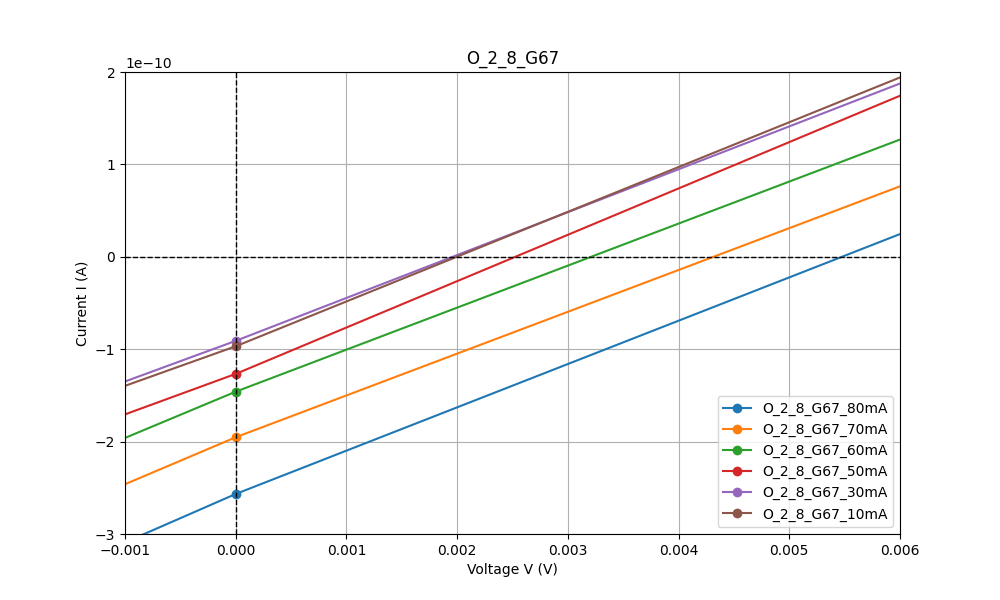 O_2_8_G67
1e−10
2
1
0
−1
−2
−3
Current I (A)
−0.001 0.000 0.001 0.002 0.003 0.004 0.005 0.006
Voltage V (V)
O_2_8_G67_80mA
O_2_8_G67_70mA
O_2_8_G67_60mA
O_2_8_G67_50mA
O_2_8_G67_30mA
O_2_8_G67_10mA